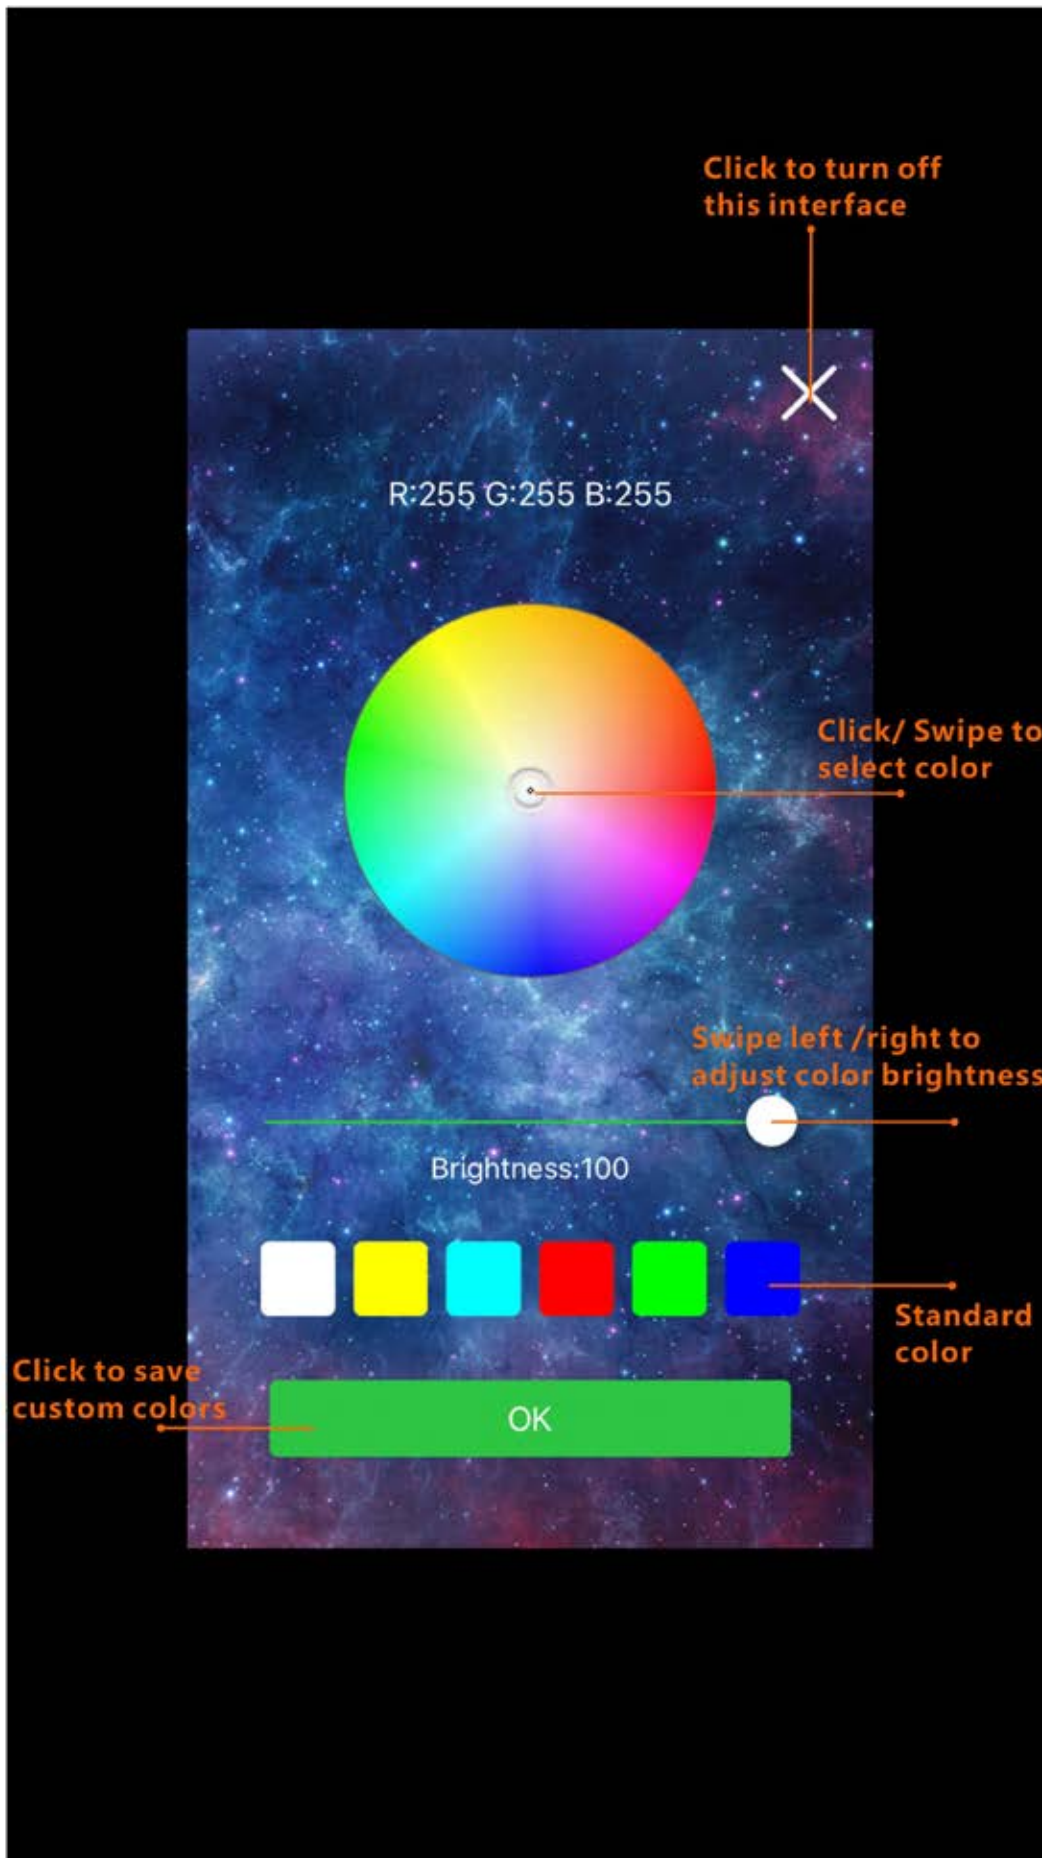 Click to turn off
this interface
R:255 G:255 B:255
Click/ Swipe to
select color
Swipe left /right to
adjust color brightness
Brightness:100
Standard
color
Click to save
custom colors
OK